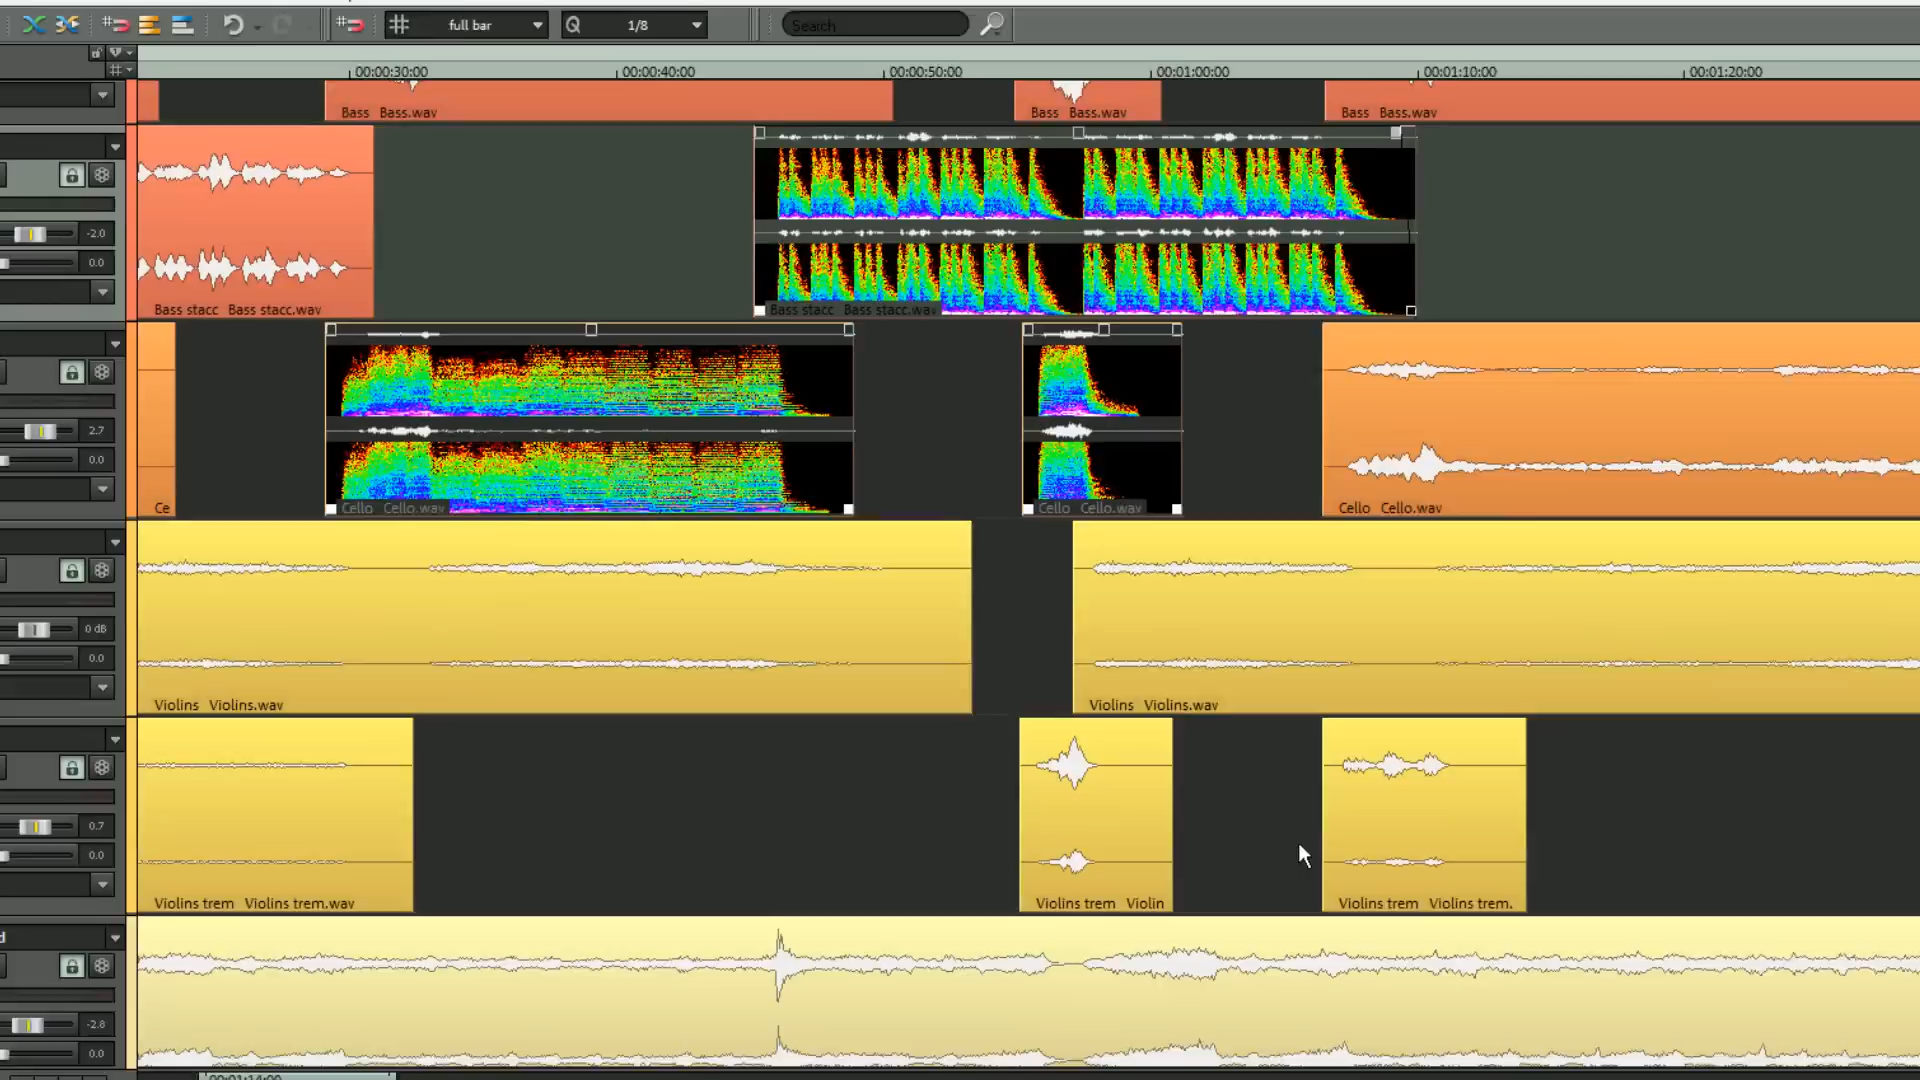 full bar Q 1/8 Search
00:00:30:00 00:00:40:00 00:00:50:00 00:01:00:00 00:01:10:00 00:01:20:00
Bass Bass.wav Bass Bass.wav Bass Bass.wav
-2.0
0.0
Bass stacc Bass stacc.wav Bass stacc Bass stacc.wav
2.7
0.0
Ce Cello Cello.wav Cello Cello.wav Cello Cello.wav
0 dB
0.0
Violins Violins.wav Violins Violins.wav
0.7
0.0
Violins trem Violins trem.wav Violins trem Violin Violins trem Violins trem.
d
-2.8
0.0
00:01:14:00